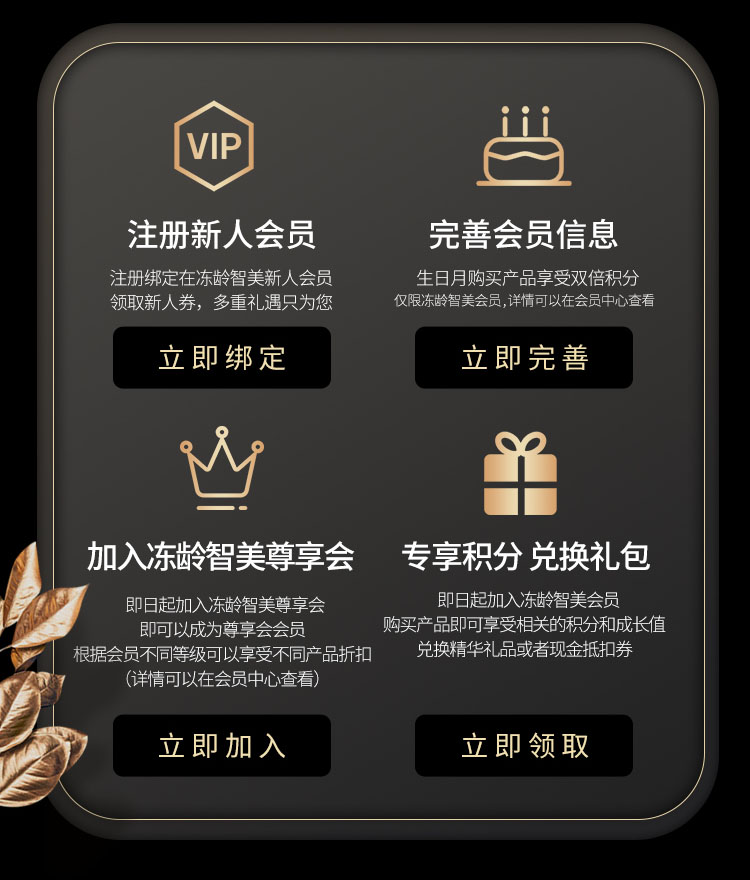 VIP
注册新人会员
注册绑定在冻龄智美新人会员
领取新人券，多重礼遇只为您
立即绑定
完善会员信息
生日月购买产品享受双倍积分
仅限冻龄智美会员,详情可以在会员中心查看
立即完善
加入冻龄智美尊享会
即日起加入冻龄智美尊享会
即可以成为尊享会会员
根据会员不同等级可以享受不同产品折扣
（详情可以在会员中心查看）
立即加入
专享积分 兑换礼包
即日起加入冻龄智美会员
购买产品即可享受相关的积分和成长值
兑换精华礼品或者现金抵扣券
立即领取